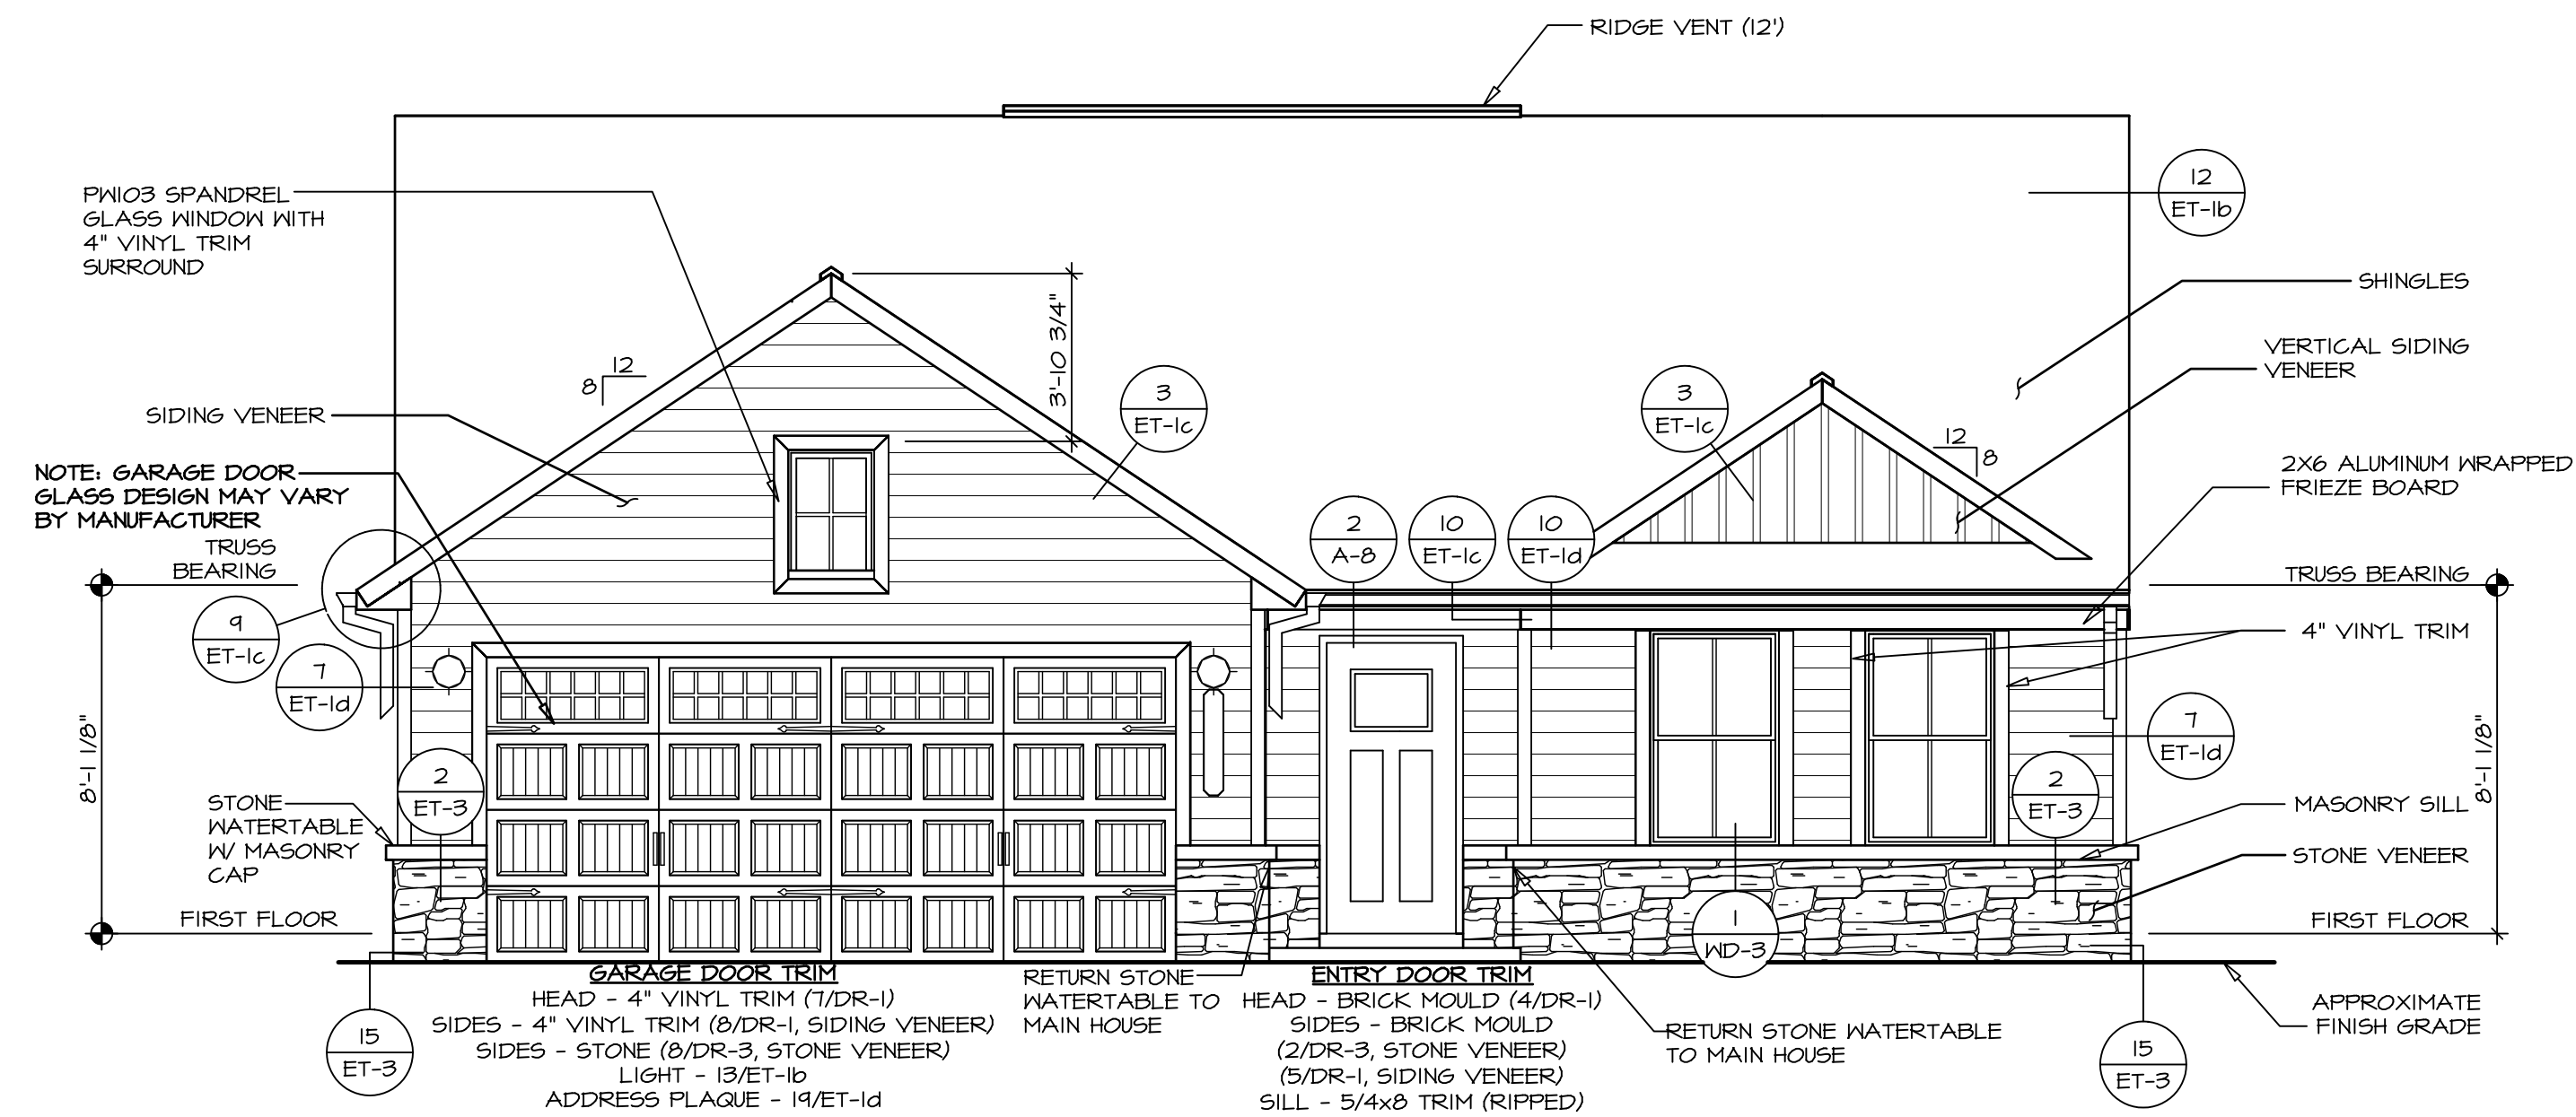 RIDGE VENT (12')
12
ET-1b
PW103 SPANDREL
GLASS WINDOW WITH
4" VINYL TRIM
SURROUND
SHINGLES
3'-10 3/4"
VERTICAL SIDING
VENEER
12
8
3
ET-1c
3
ET-1c
SIDING VENEER
12
8
2X6 ALUMINUM WRAPPED
FRIEZE BOARD
NOTE: GARAGE DOOR
GLASS DESIGN MAY VARY
BY MANUFACTURER
2
A-8
10
ET-1c
10
ET-1d
TRUSS
BEARING
TRUSS BEARING
9
ET-1c
4" VINYL TRIM
7
ET-1d
7
ET-1d
8'-1 1/8"
8'-1 1/8"
2
ET-3
2
ET-3
STONE
WATERTABLE
W/ MASONRY
CAP
MASONRY SILL
STONE VENEER
FIRST FLOOR
FIRST FLOOR
1
WD-3
GARAGE DOOR TRIM
HEAD - 4" VINYL TRIM (7/DR-1)
SIDES - 4" VINYL TRIM (8/DR-1, SIDING VENEER)
SIDES - STONE (8/DR-3, STONE VENEER)
LIGHT - 13/ET-1b
ADDRESS PLAQUE - 19/ET-1d
RETURN STONE
WATERTABLE TO
MAIN HOUSE
ENTRY DOOR TRIM
HEAD - BRICK MOULD (4/DR-1)
SIDES - BRICK MOULD
(2/DR-3, STONE VENEER)
(5/DR-1, SIDING VENEER)
SILL - 5/4x8 TRIM (RIPPED)
RETURN STONE WATERTABLE
TO MAIN HOUSE
APPROXIMATE
FINISH GRADE
15
ET-3
15
ET-3